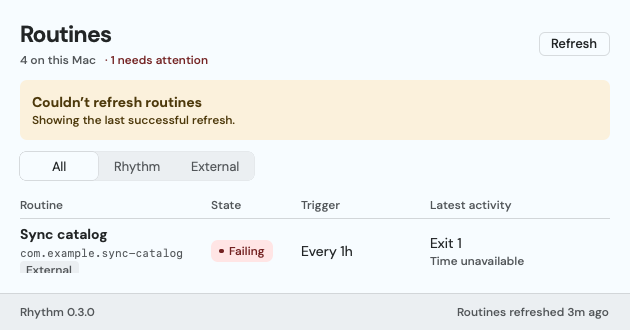 Routines
4 on this Mac · 1 needs attention
Refresh
Couldn’t refresh routines
Showing the last successful refresh.
All Rhythm External
Routine State Trigger Latest activity
Sync catalog
com.example.sync-catalog
External
Failing
Every 1h
Exit 1
Time unavailable
Rhythm 0.3.0
Routines refreshed 3m ago